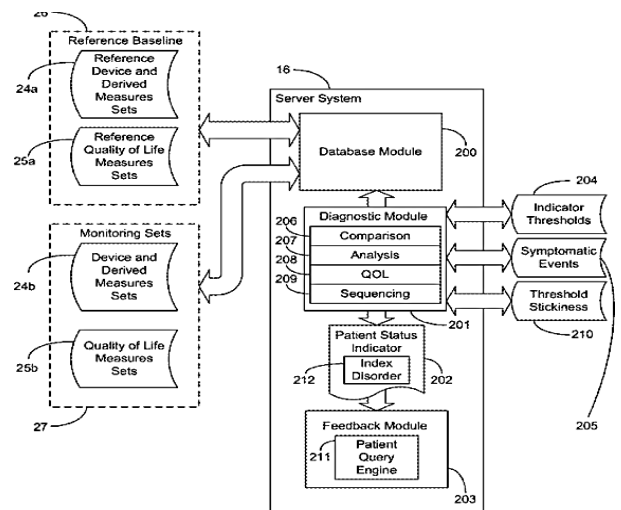 26
Reference Baseline
24a
Reference
Device and
Derived
Measures
Sets
25a
Reference
Quality of Life
Measures Sets
Monitoring Sets
24b
Device and
Derived
Measures Sets
25b
Quality of Life
Measures
Sets
27
16
Server System
Database Module
200
Diagnostic Module
206
Comparison
207
Analysis
208
QOL
209
Sequencing
201
Patient Status
Indicator
212
Index
Disorder
202
Feedback Module
211
Patient
Query
Engine
203
204
Indicator
Thresholds
Symptomatic
Events
Threshold
Stickiness
210
205